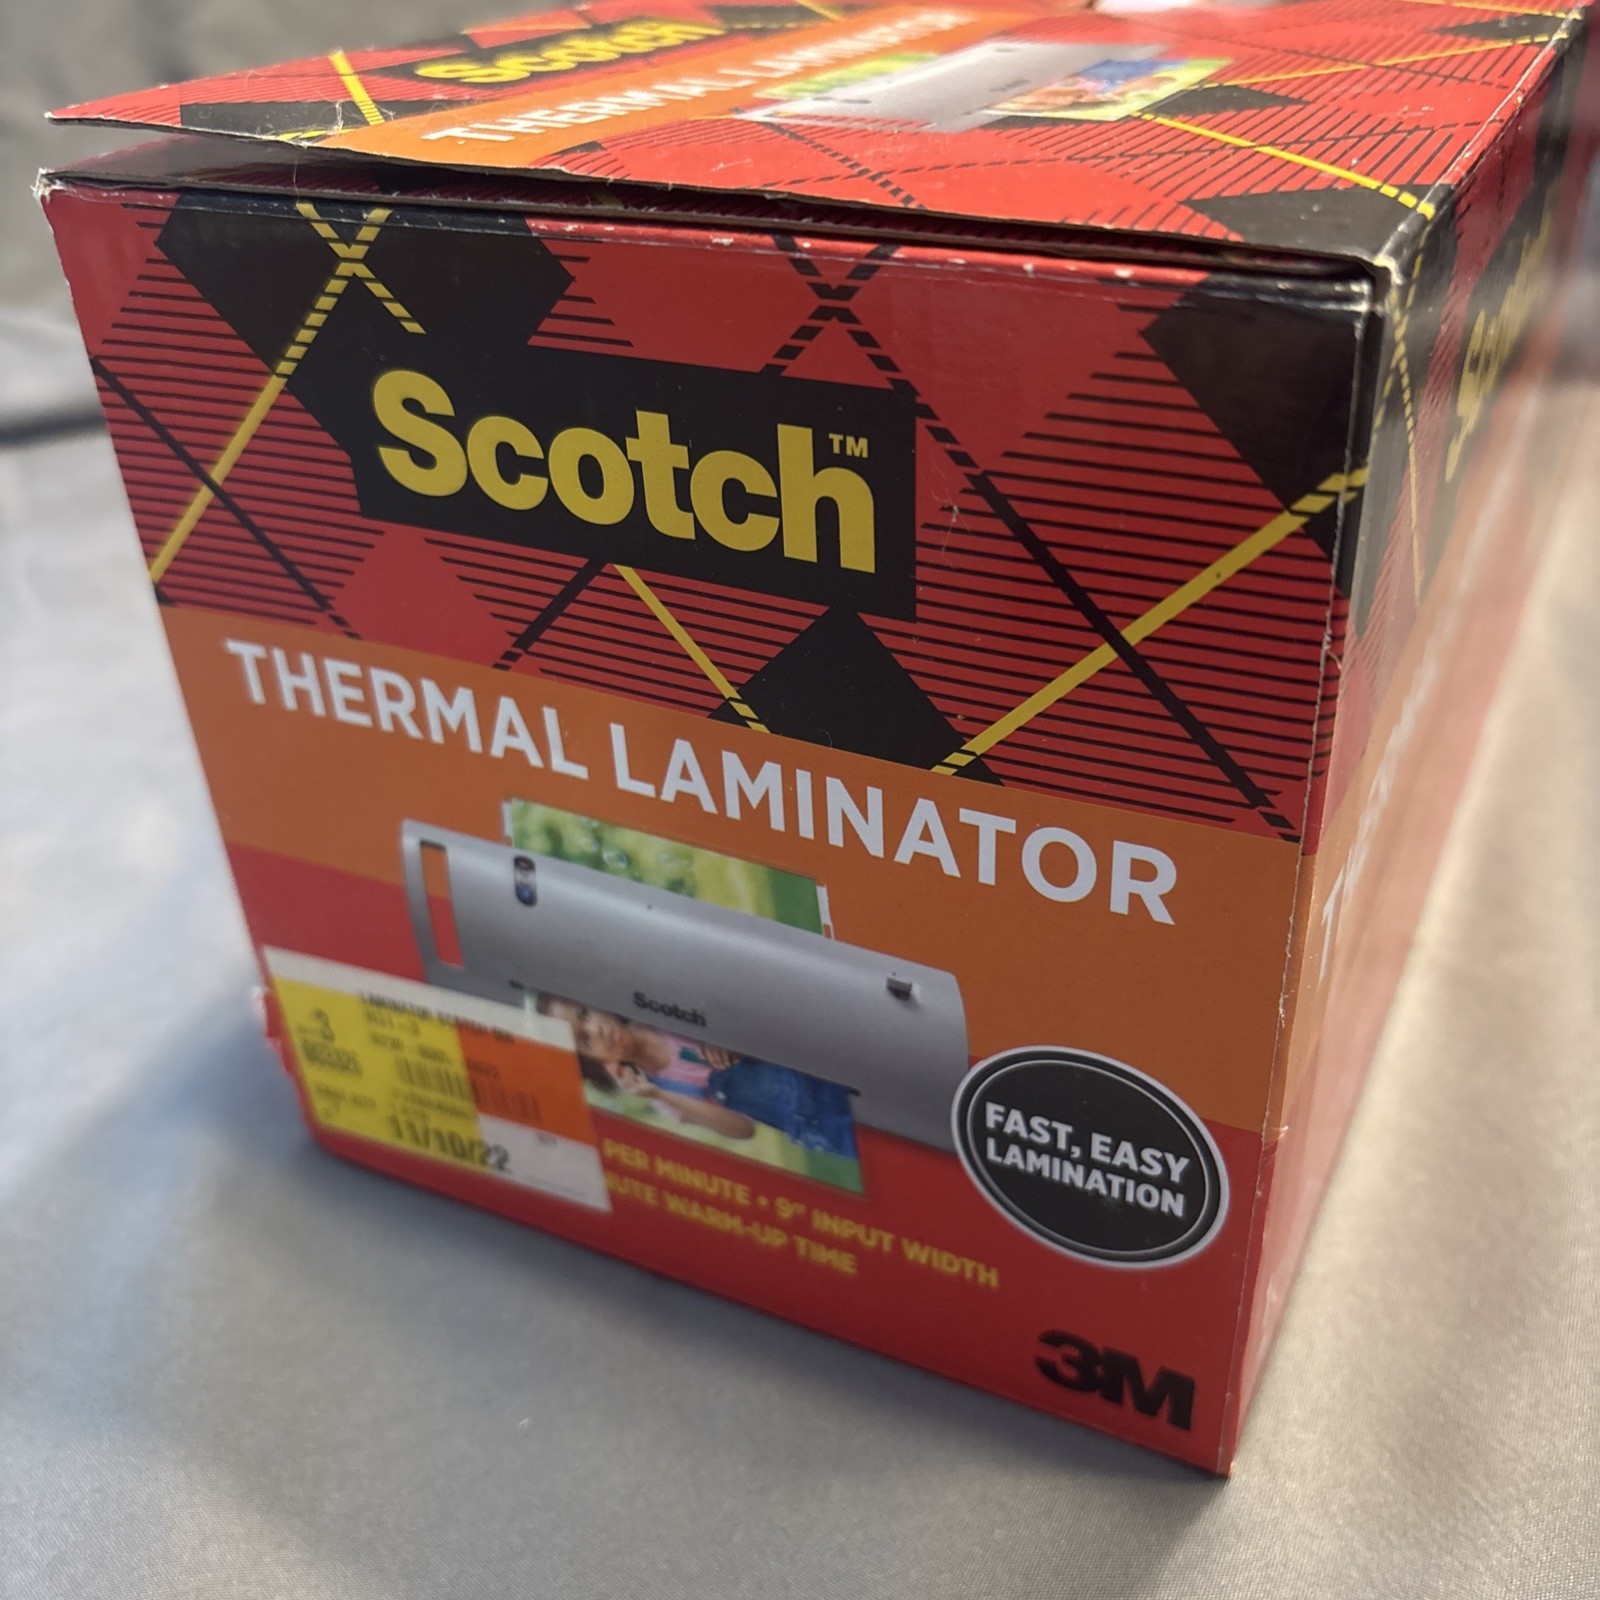 Scotch
THERMAL LAMINATOR
Scotch™
THERMAL LAMINATOR
Scotch
11/10/22
PER MINUTE • 9" INPUT WIDTH
WARM-UP TIME
FAST, EASY
LAMINATION
3M